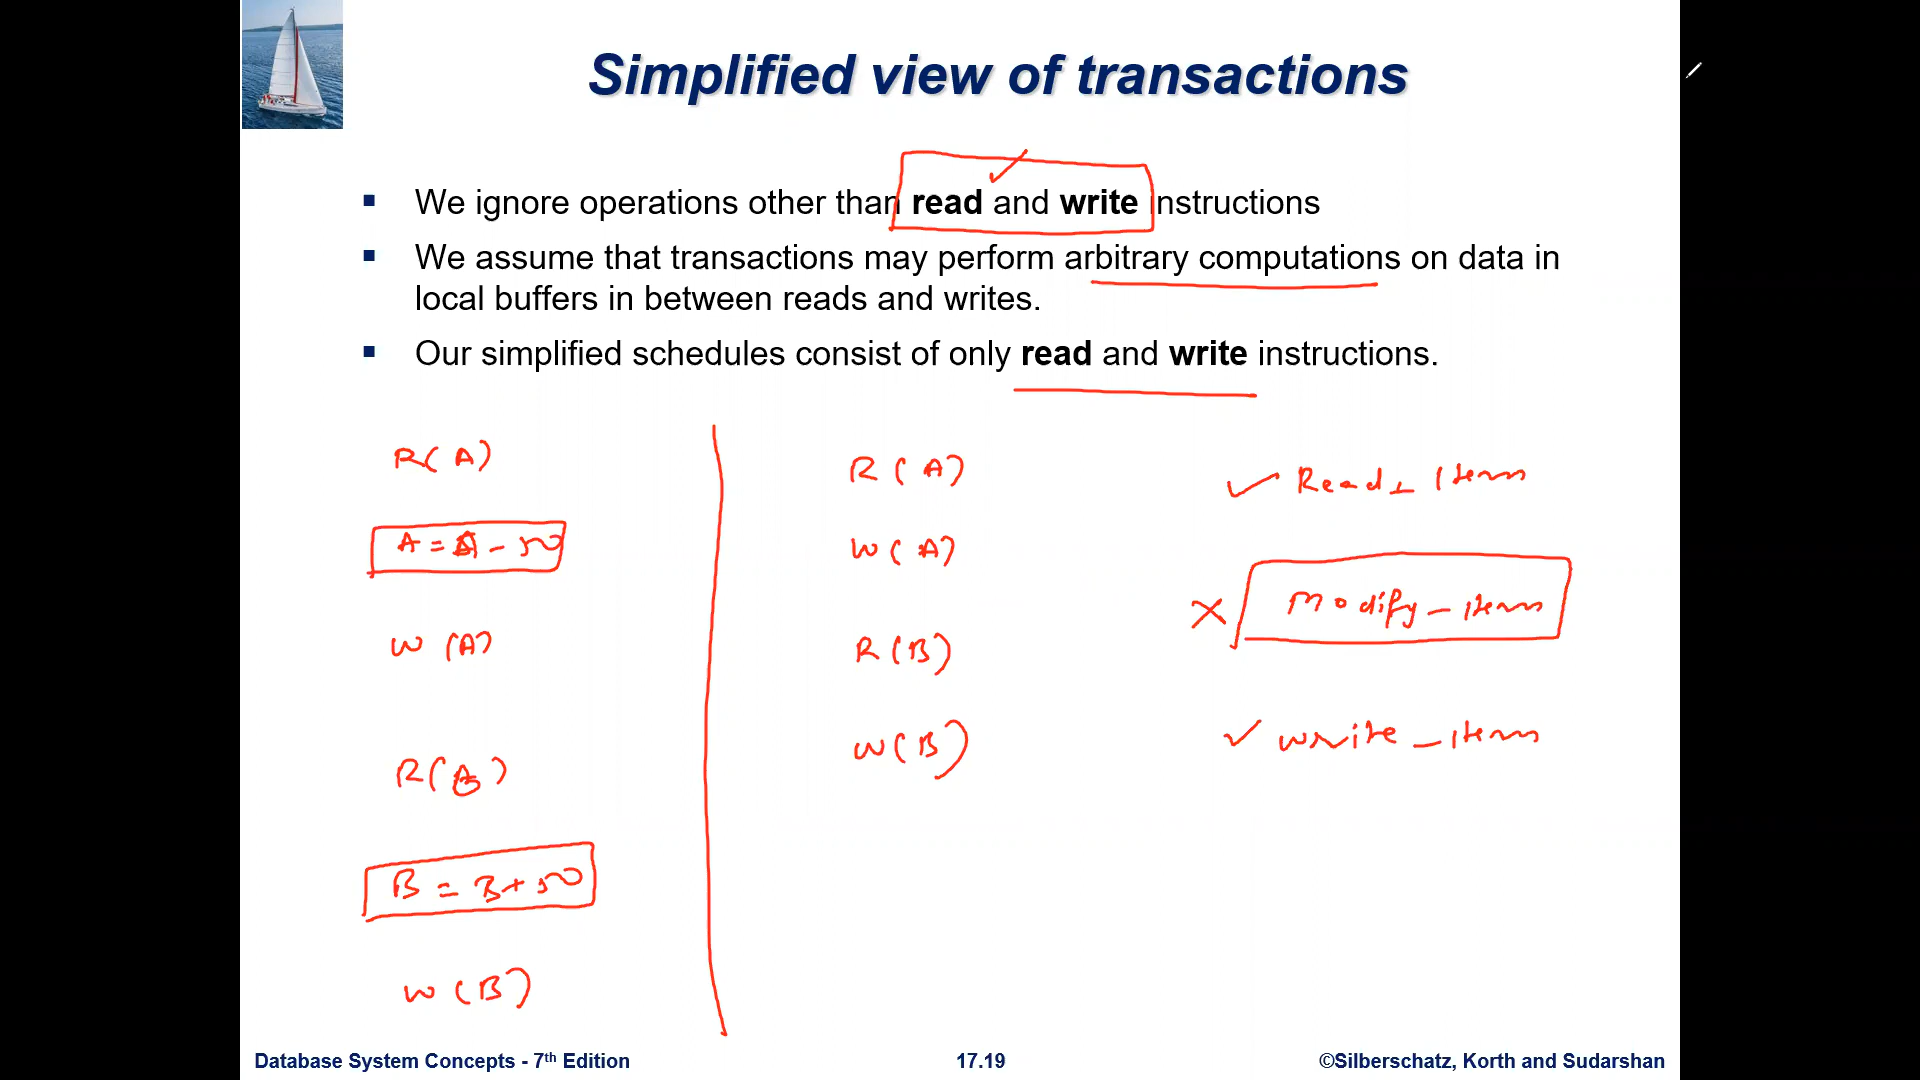 Simplified view of transactions
We ignore operations other than read and write instructions
We assume that transactions may perform arbitrary computations on data in
local buffers in between reads and writes.
Our simplified schedules consist of only read and write instructions.
R(A)
A = A - 50
W(A)
R(B)
B = B + 50
W(B)
R(A)
W(A)
R(B)
W(B)
Read_Item
Modify_item
write_item
Database System Concepts - 7th Edition
17.19
©Silberschatz, Korth and Sudarshan